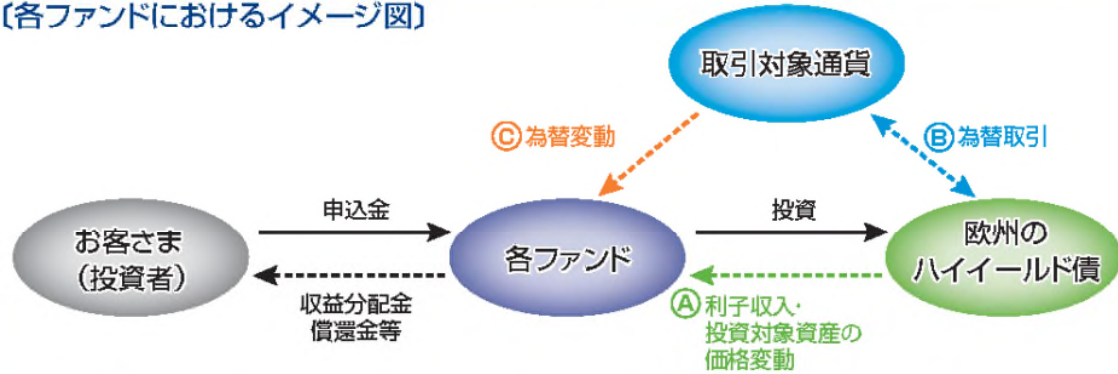 〔各ファンドにおけるイメージ図〕
取引対象通貨
Ⓒ為替変動
Ⓑ為替取引
お客さま
（投資者）
申込金
収益分配金
償還金等
各ファンド
投資
Ⓐ利子収入・
投資対象資産の
価格変動
欧州の
ハイイールド債